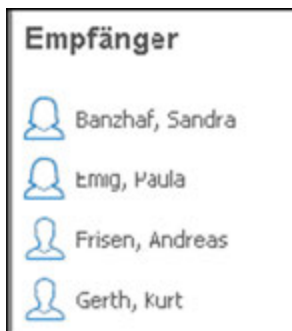 Empfänger
Banzhaf, Sandra
Emig, Paula
Frisen, Andreas
Gerth, Kurt